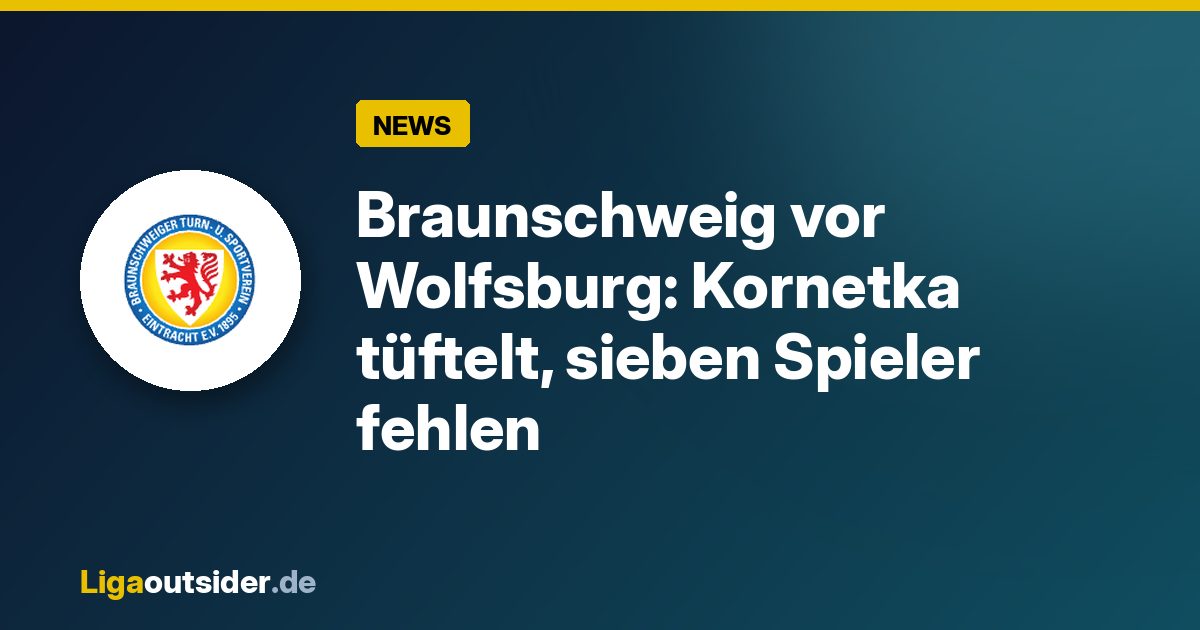 NEWS
Braunschweig vor
Wolfsburg: Kornetka
tüftelt, sieben Spieler
fehlen
BRAUNSCHWEIGER TURN- U. SPORTVEREIN
• EINTRACHT E.V. 1895 •
Ligaoutsider.de